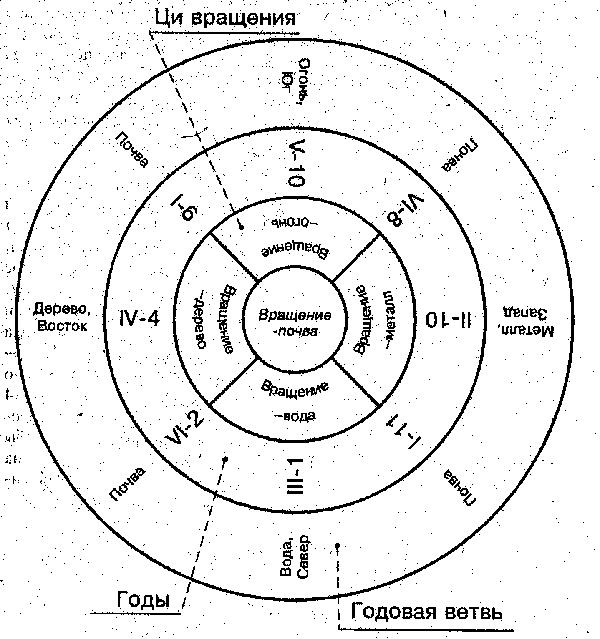 Ци вращения
Огонь,
Юг
Почва
Почва
V-10
I-6
VI-8
Вращение
–огонь
Дерево,
Восток
IV-4
Вращение
–дерево
Вращение
-почва
Вращение
–металл
II-10
Металл,
Запад
Вращение
–вода
VI-2
I-11
III-1
Почва
Почва
Вода,
Савер
Годы
Годовая ветвь